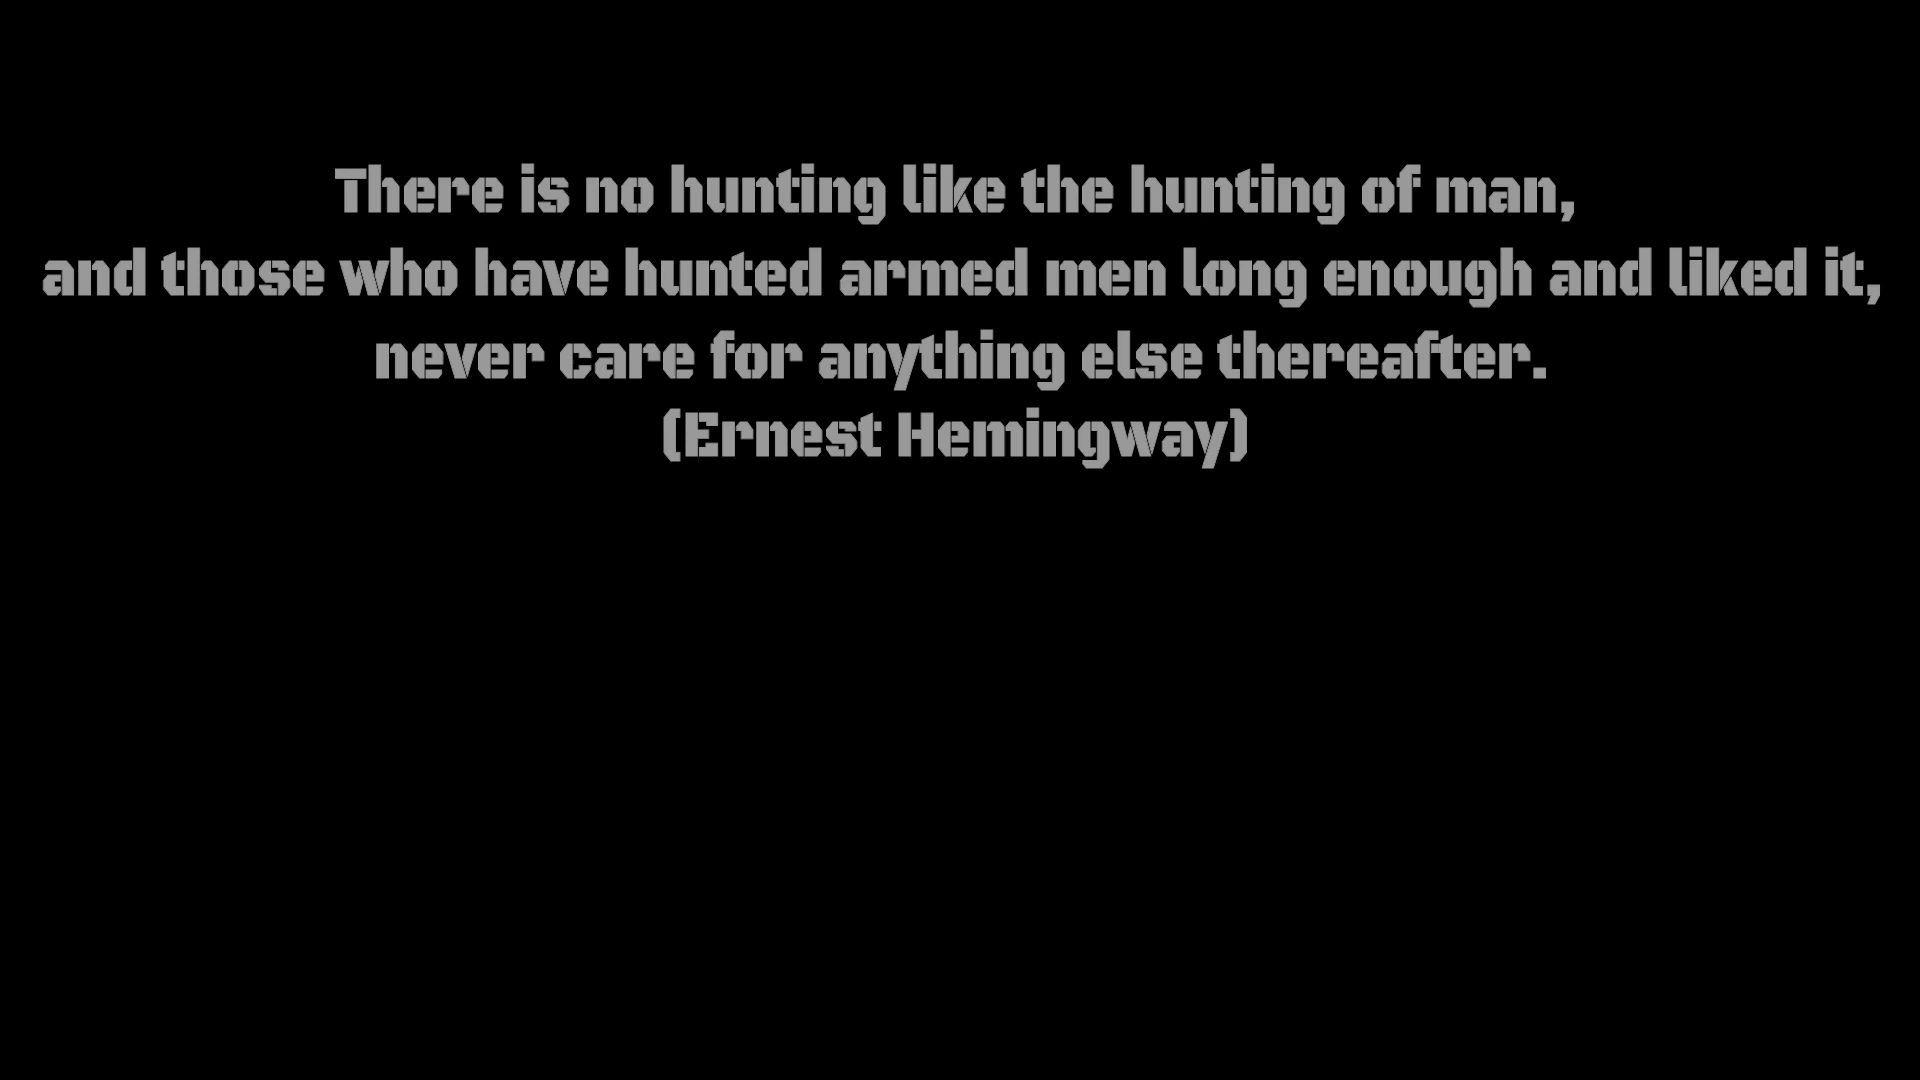 There is no hunting like the hunting of man,
and those who have hunted armed men long enough and liked it,
never care for anything else thereafter.
(Ernest Hemingway)